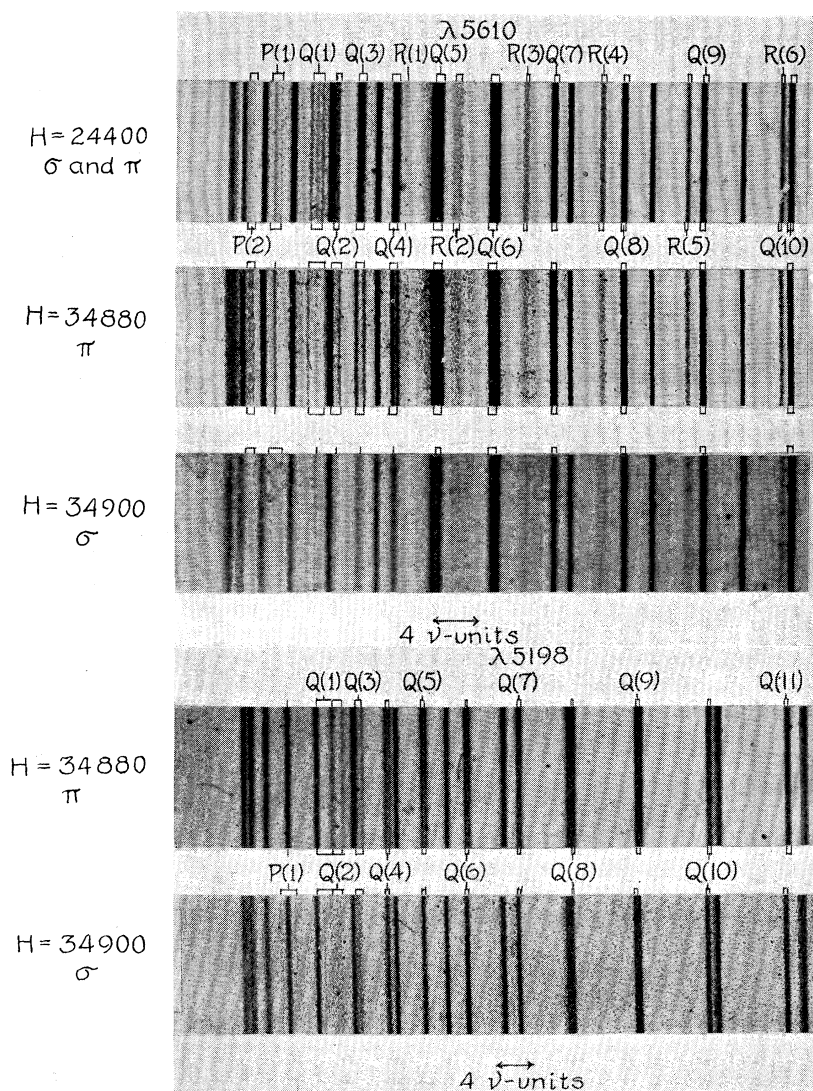 λ5610
P(1) Q(1) Q(3) R(1) Q(5) R(3) Q(7) R(4) Q(9) R(6)
H = 24400
σ and π
P(2) Q(2) Q(4) R(2) Q(6) Q(8) R(5) Q(10)
H = 34880
π
H = 34900
σ
4 ν-units
λ5198
Q(1) Q(3) Q(5) Q(7) Q(9) Q(11)
H = 34880
π
P(1) Q(2) Q(4) Q(6) Q(8) Q(10)
H = 34900
σ
4 ν-units